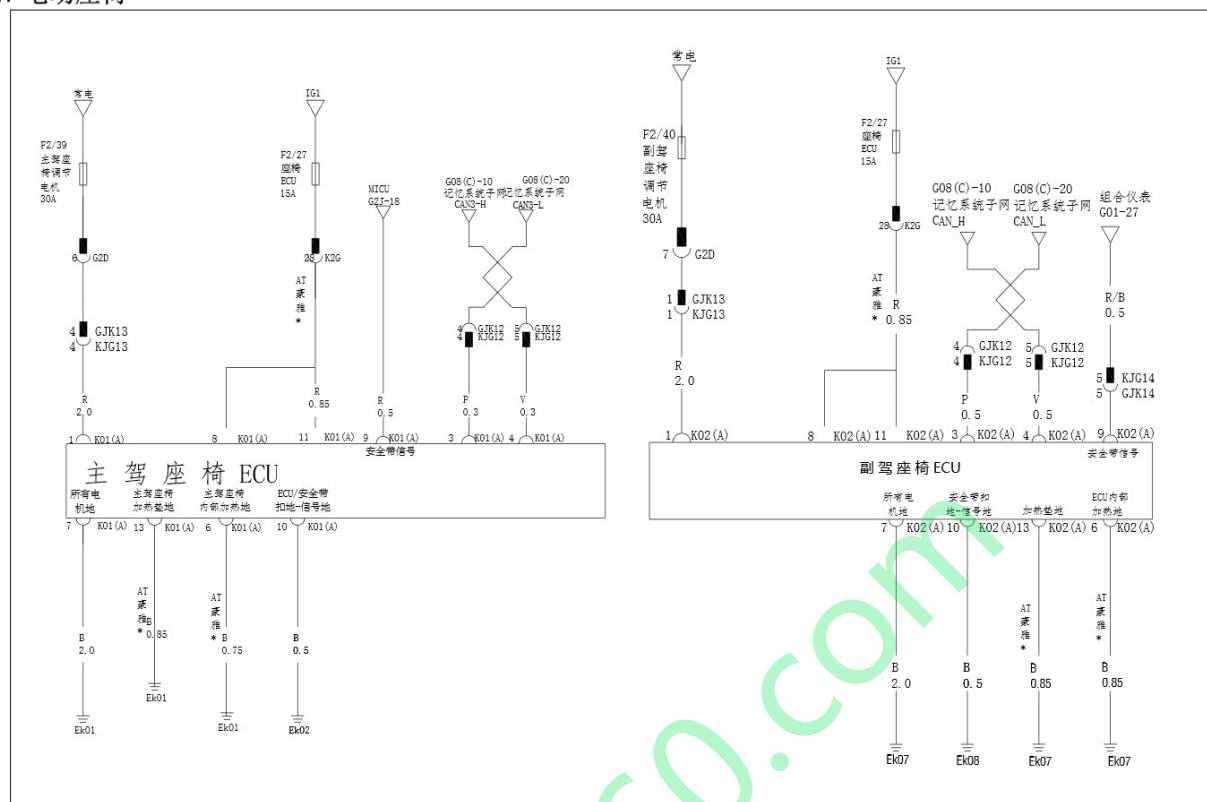 电动座椅
常电
F2/39
主驾座
椅调节
电机
30A
6 G2D
4 GJK13
4 KJG13
R
2.0
1 K01(A)
IG1
F2/27
座椅
ECU
15A
28 K2G
AT
豪
雅
*
R
0.85
8 K01(A) 11 K01(A)
MICU
G2J-18
R
0.5
9 K01(A)
安全带信号
G08(C)-10
记忆系统子网
CAN3-H
G08(C)-20
记忆系统子网
CAN3-L
4 GJK12
4 KJG12
5 GJK12
5 KJG12
P
0.3
V
0.3
3 K01(A) 4 K01(A)
主 驾 座 椅 ECU
所有电
机地
主驾座椅
加热垫地
主驾座椅
内部加热地
ECU/安全带
扣地-信号地
7 K01(A) 13 K01(A) 6 K01(A) 10 K01(A)
B
2.0
Ek01
AT
豪
雅
*
B
0.85
Ek01
AT
豪
雅
*
B
0.75
Ek01
B
0.5
Ek02
常电
F2/40
副驾
座椅
调节
电机
30A
7 G2D
1 GJK13
1 KJG13
R
2.0
1 K02(A)
IG1
F2/27
座椅
ECU
15A
28 K2G
AT
豪
雅
*
R
0.85
8 K02(A) 11 K02(A)
G08(C)-10
记忆系统子网
CAN_H
G08(C)-20
记忆系统子网
CAN_L
4 GJK12
4 KJG12
5 GJK12
5 KJG12
P
0.5
V
0.5
3 K02(A) 4 K02(A)
组合仪表
G01-27
R/B
0.5
5 KJG14
5 GJK14
9 K02(A)
安全带信号
副驾座椅ECU
所有电
机地
安全带扣
地-信号地
加热垫地
ECU内部
加热地
7 K02(A) 10 K02(A) 13 K02(A) 6 K02(A)
B
2.0
Ek07
B
0.5
Ek08
AT
豪
雅
*
B
0.85
Ek07
AT
豪
雅
*
B
0.85
Ek07
60.com